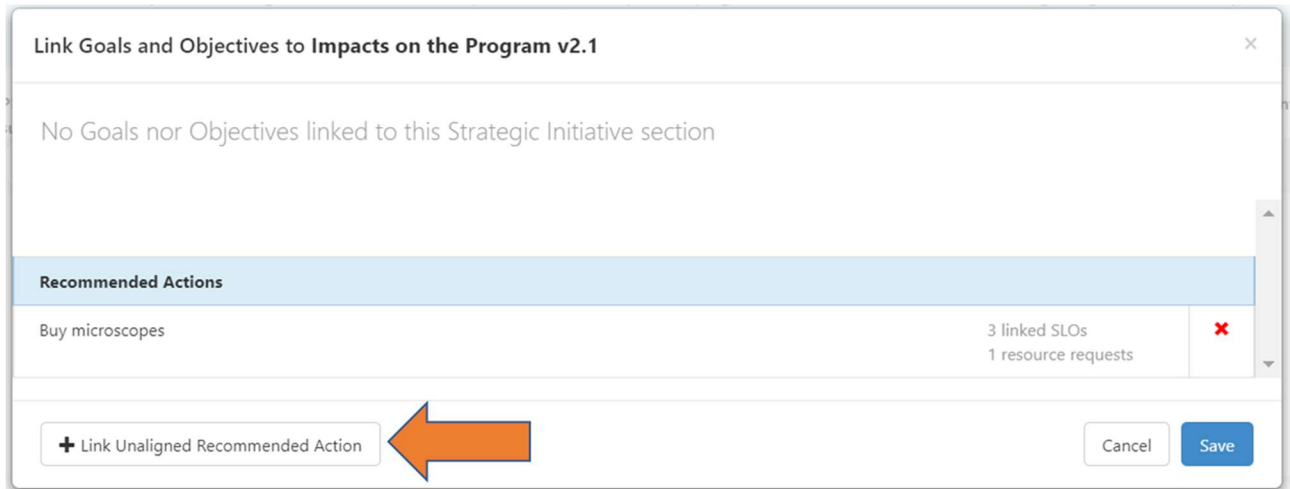 Link Goals and Objectives to Impacts on the Program v2.1
×
No Goals nor Objectives linked to this Strategic Initiative section
Recommended Actions
Buy microscopes
3 linked SLOs
1 resource requests
+ Link Unaligned Recommended Action
Cancel
Save